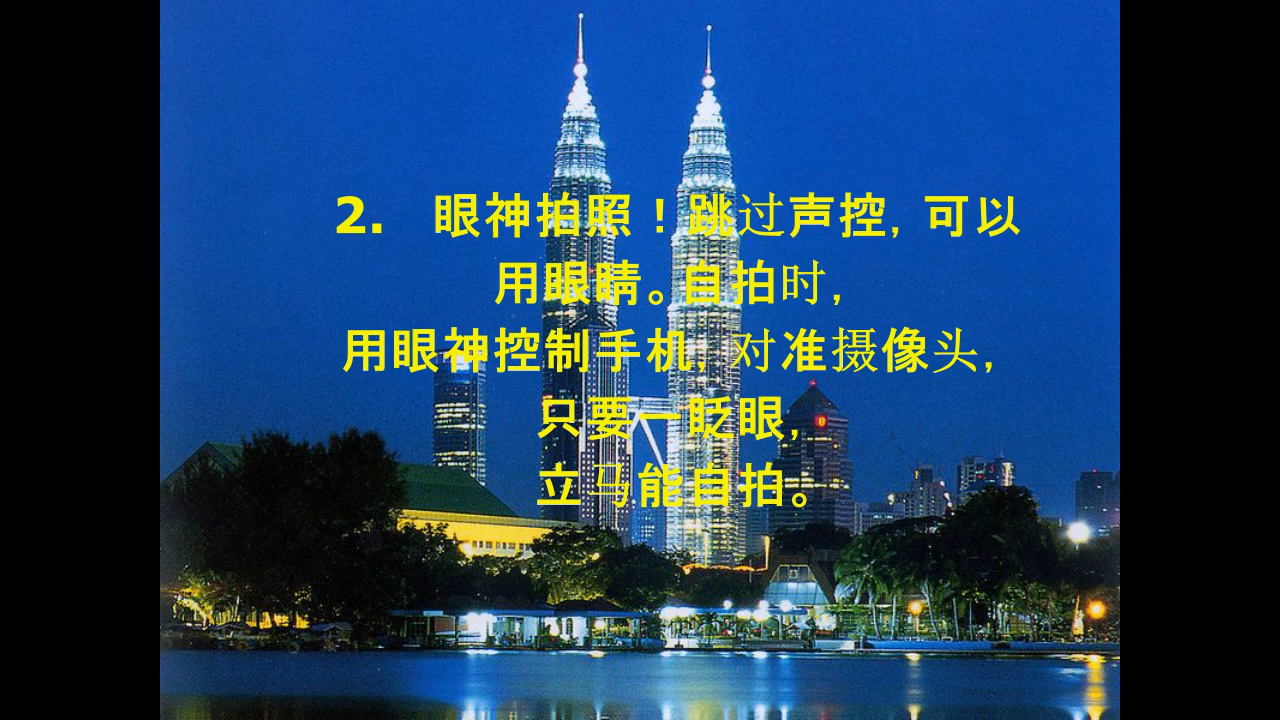 2. 眼神拍照！跳过声控, 可以
用眼睛。自拍时,
用眼神控制手机, 对准摄像头,
只要一眨眼,
立马能自拍。